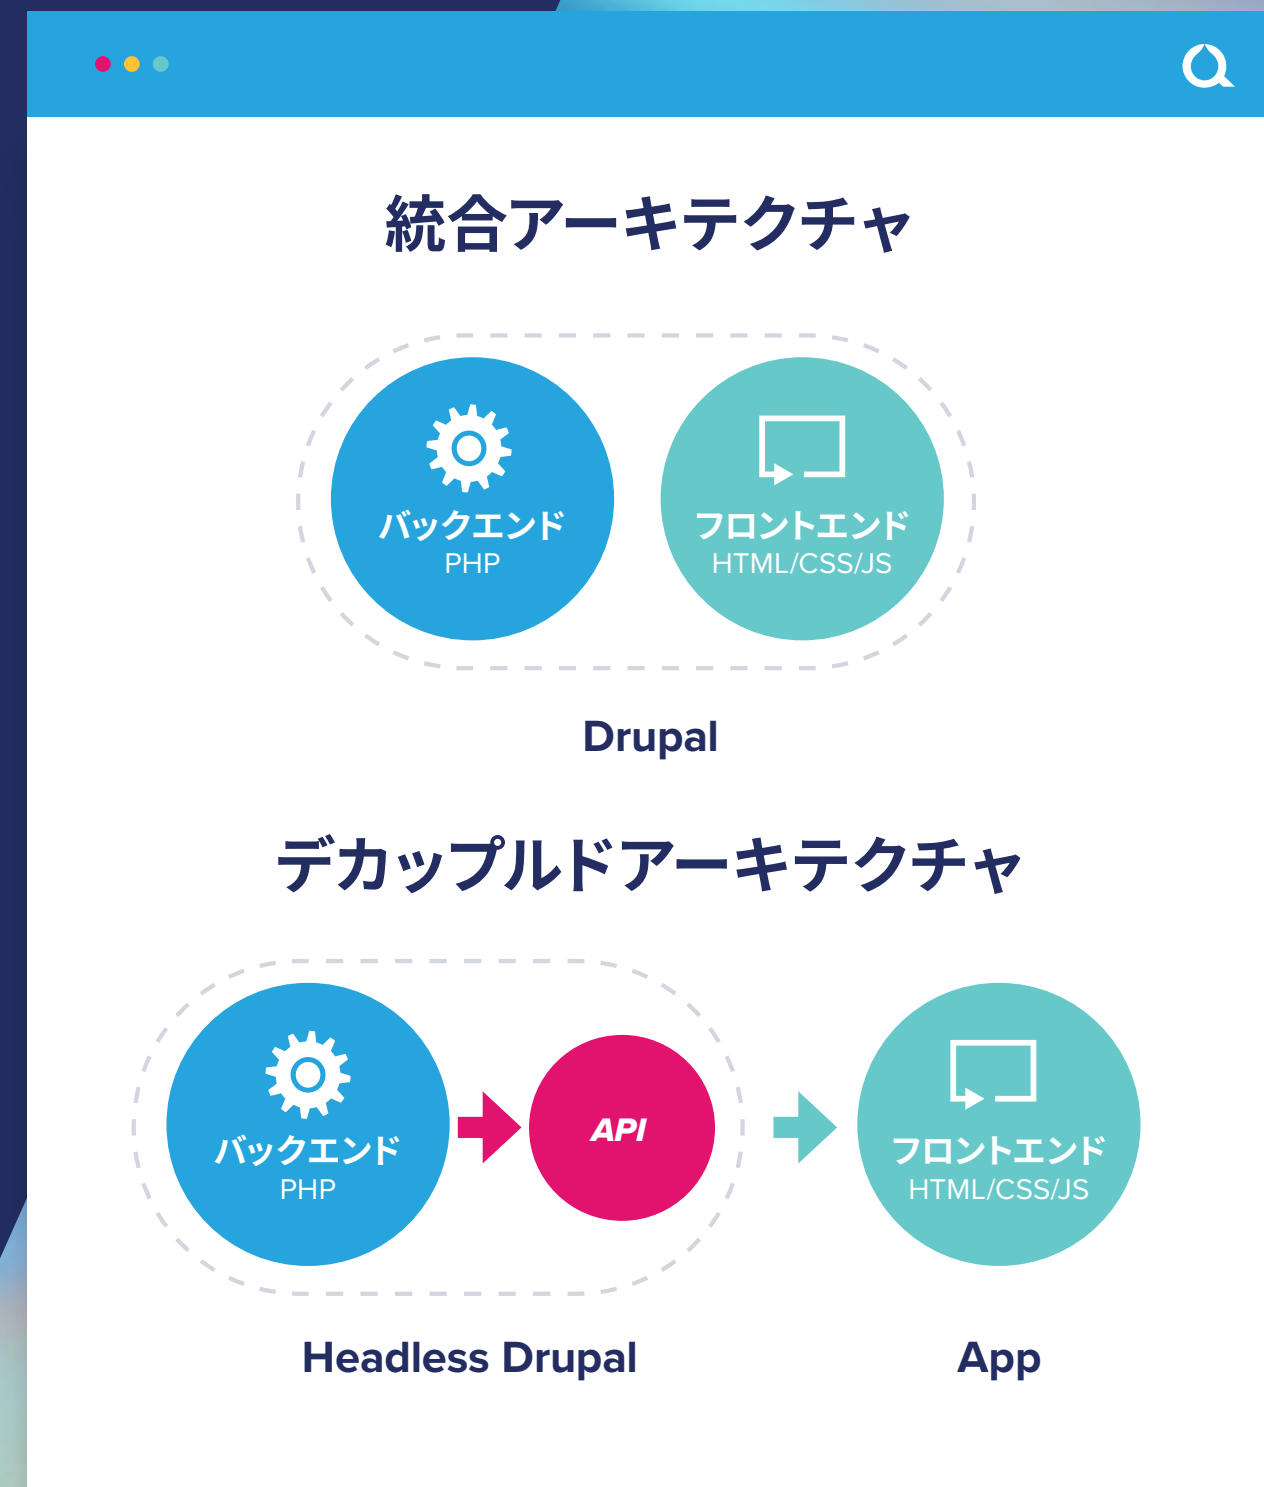 統合アーキテクチャ
バックエンド
PHP
フロントエンド
HTML/CSS/JS
Drupal
デカップルドアーキテクチャ
バックエンド
PHP
API
フロントエンド
HTML/CSS/JS
Headless Drupal
App